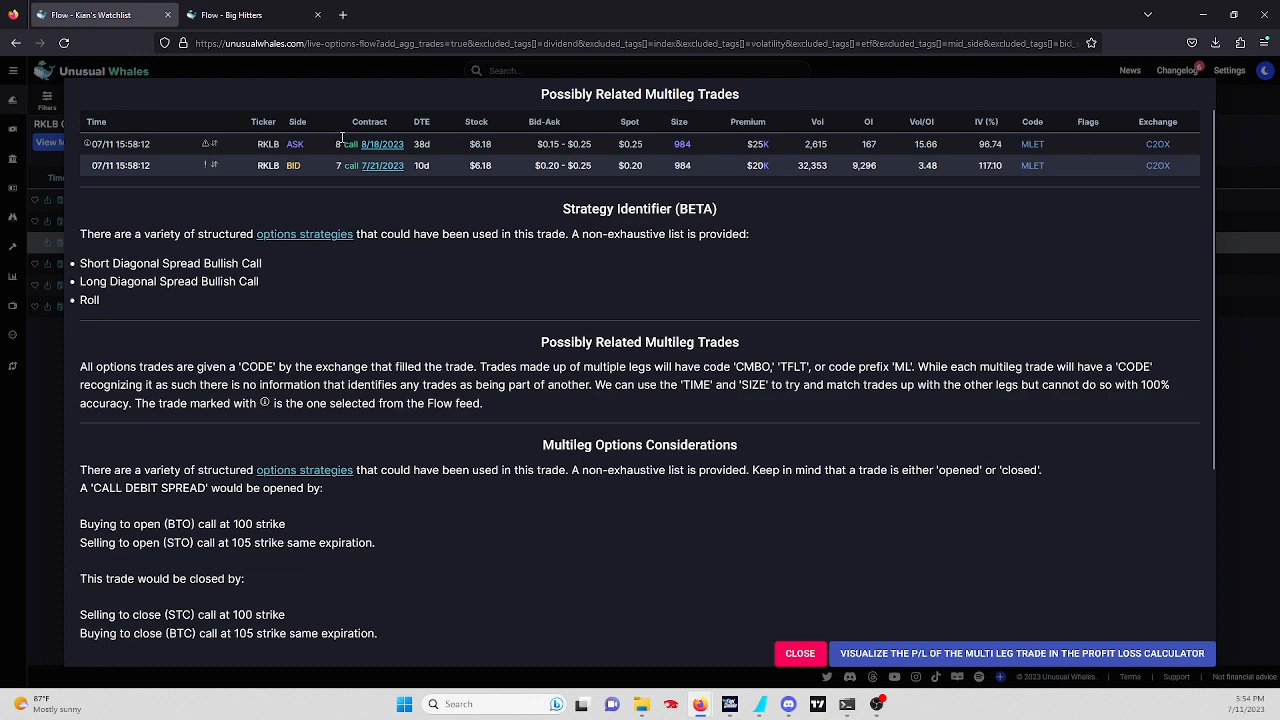 Flow - Big Hitters
Flow - Big Hitters
https://unusualwhales.com/live-options-flow?add_agg_trades=true&excluded_tags[]=dividend&excluded_tags[]=index&excluded_tags[]=volatility&excluded_tags[]=etf&excluded_tags[]=mid_side&excluded_tags[]=bid_s
Unusual Whales
Search...
News
Changelog
6
Settings
Filters
RKLB
View M
Time
Possibly Related Multileg Trades
Time Ticker Side Contract DTE Stock Bid-Ask Spot Size Premium Vol OI Vol/OI IV (%) Code Flags Exchange
07/11 15:58:12 RKLB ASK 8 call 8/18/2023 38d $6.18 $0.15 - $0.25 $0.25 984 $25K 2,615 167 15.66 96.74 MLET C2OX
07/11 15:58:12 RKLB BID 7 call 7/21/2023 10d $6.18 $0.20 - $0.25 $0.20 984 $20K 32,353 9,296 3.48 117.10 MLET C2OX
Strategy Identifier (BETA)
There are a variety of structured options strategies that could have been used in this trade. A non-exhaustive list is provided:
Short Diagonal Spread Bullish Call
Long Diagonal Spread Bullish Call
Roll
Possibly Related Multileg Trades
All options trades are given a 'CODE' by the exchange that filled the trade. Trades made up of multiple legs will have code 'CMBO,' 'TFLT', or code prefix 'ML'. While each multileg trade will have a 'CODE'
recognizing it as such there is no information that identifies any trades as being part of another. We can use the 'TIME' and 'SIZE' to try and match trades up with the other legs but cannot do so with 100%
accuracy. The trade marked with ⓘ is the one selected from the Flow feed.
Multileg Options Considerations
There are a variety of structured options strategies that could have been used in this trade. A non-exhaustive list is provided. Keep in mind that a trade is either 'opened' or 'closed'.
A 'CALL DEBIT SPREAD' would be opened by:
Buying to open (BTO) call at 100 strike
Selling to open (STO) call at 105 strike same expiration.
This trade would be closed by:
Selling to close (STC) call at 100 strike
Buying to close (BTC) call at 105 strike same expiration.
CLOSE
VISUALIZE THE P/L OF THE MULTI LEG TRADE IN THE PROFIT LOSS CALCULATOR
© 2023 Unusual Whales. Terms Support Not financial advice
87°F
Mostly sunny
Search
5:54 PM
7/11/2023